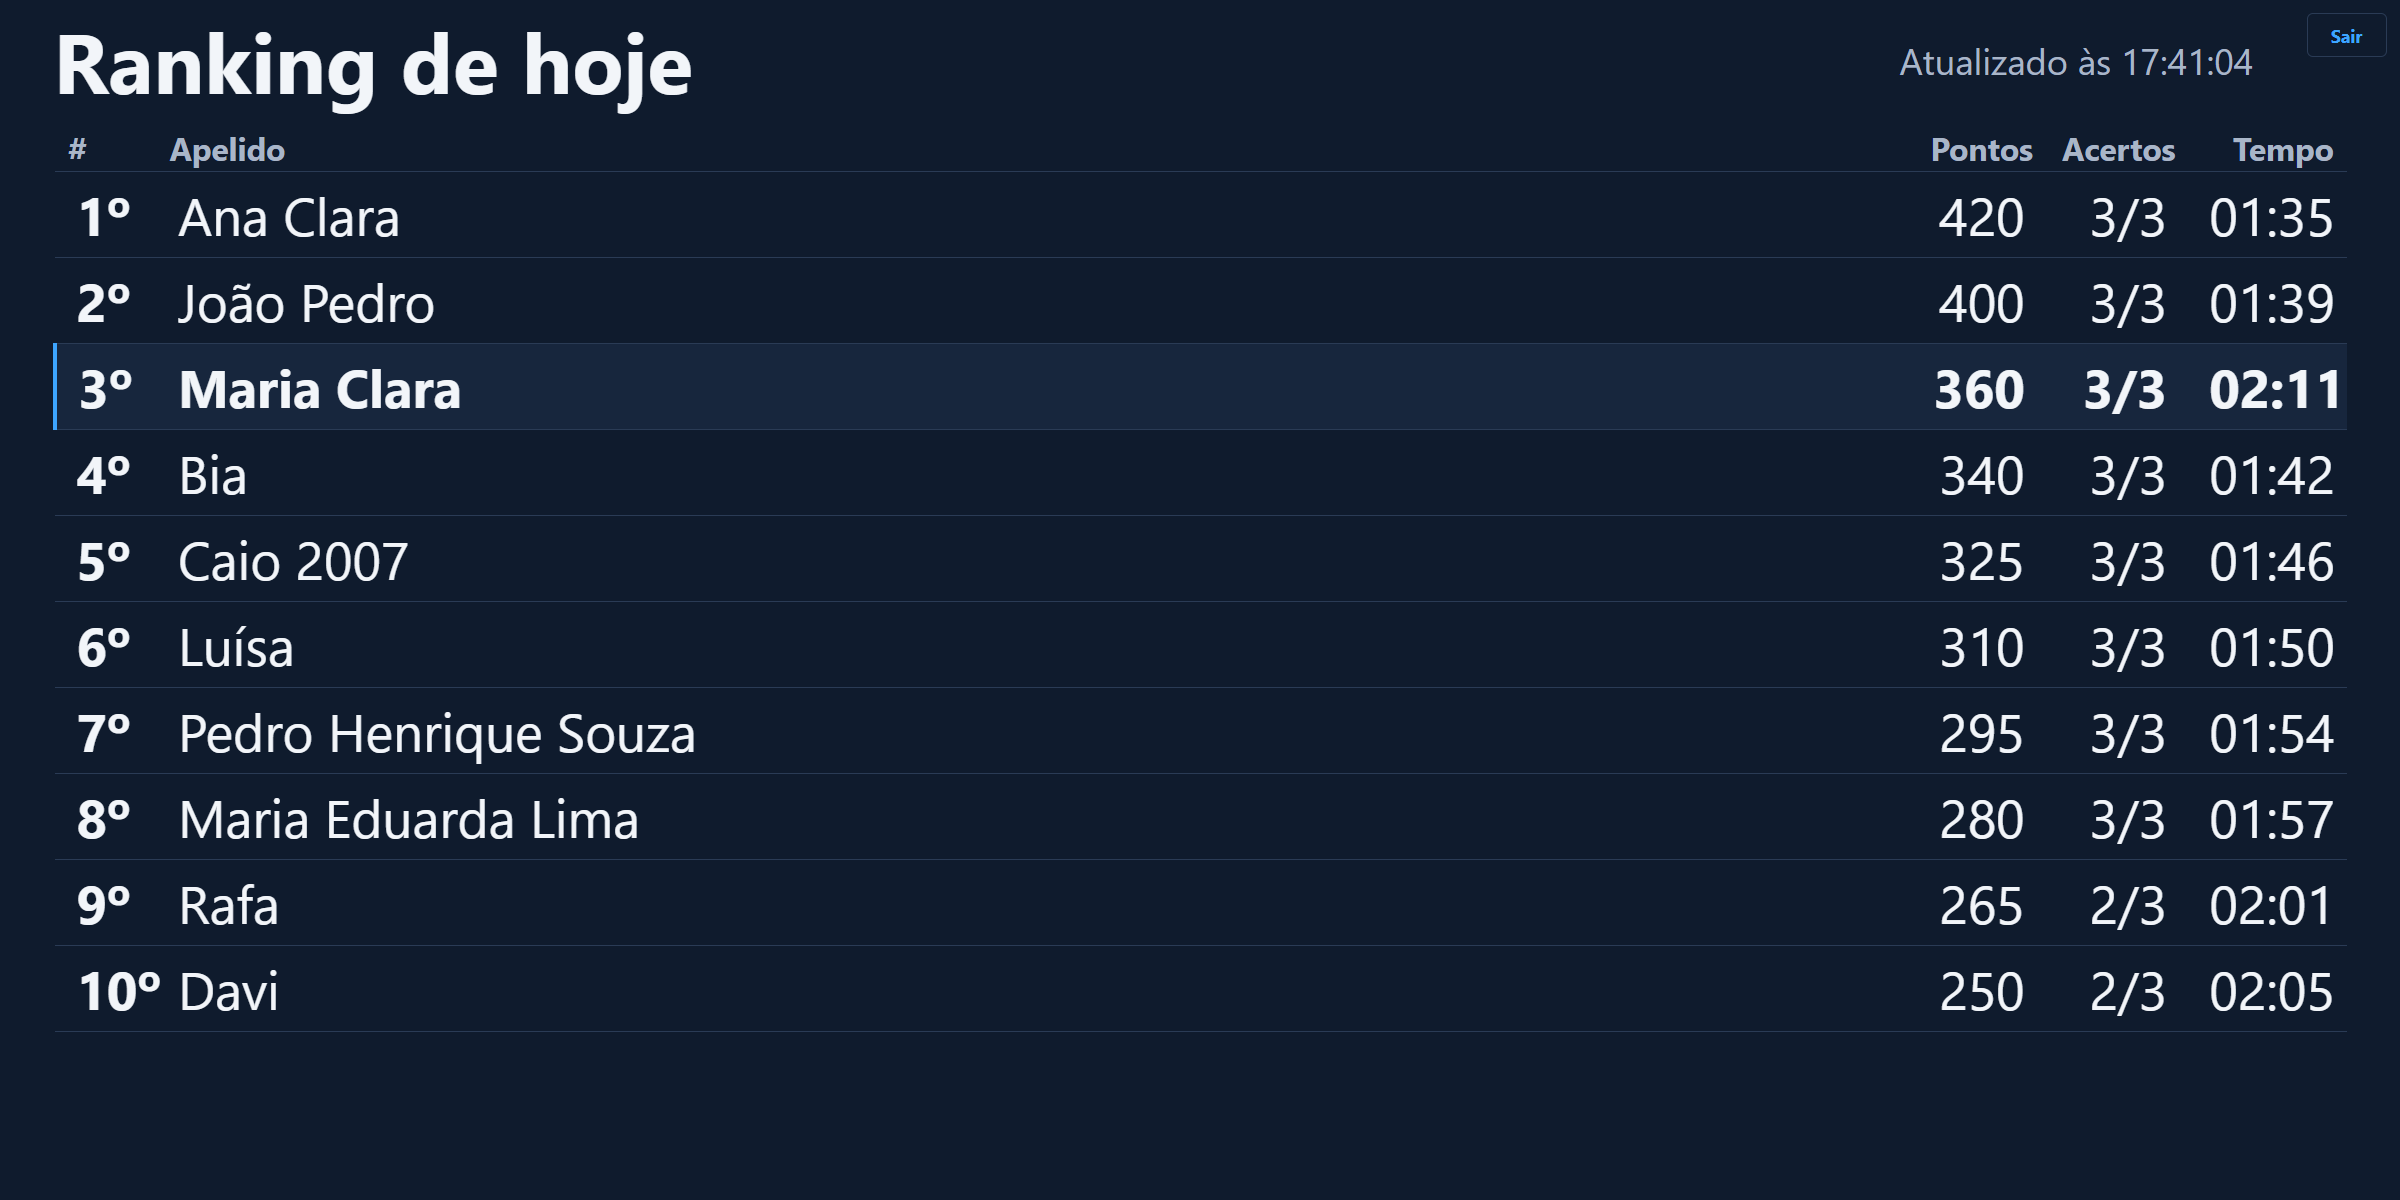 Ranking de hoje
Atualizado às 17:41:04
Sair
# Apelido Pontos Acertos Tempo
1º Ana Clara 420 3/3 01:35
2º João Pedro 400 3/3 01:39
3º Maria Clara 360 3/3 02:11
4º Bia 340 3/3 01:42
5º Caio 2007 325 3/3 01:46
6º Luísa 310 3/3 01:50
7º Pedro Henrique Souza 295 3/3 01:54
8º Maria Eduarda Lima 280 3/3 01:57
9º Rafa 265 2/3 02:01
10º Davi 250 2/3 02:05